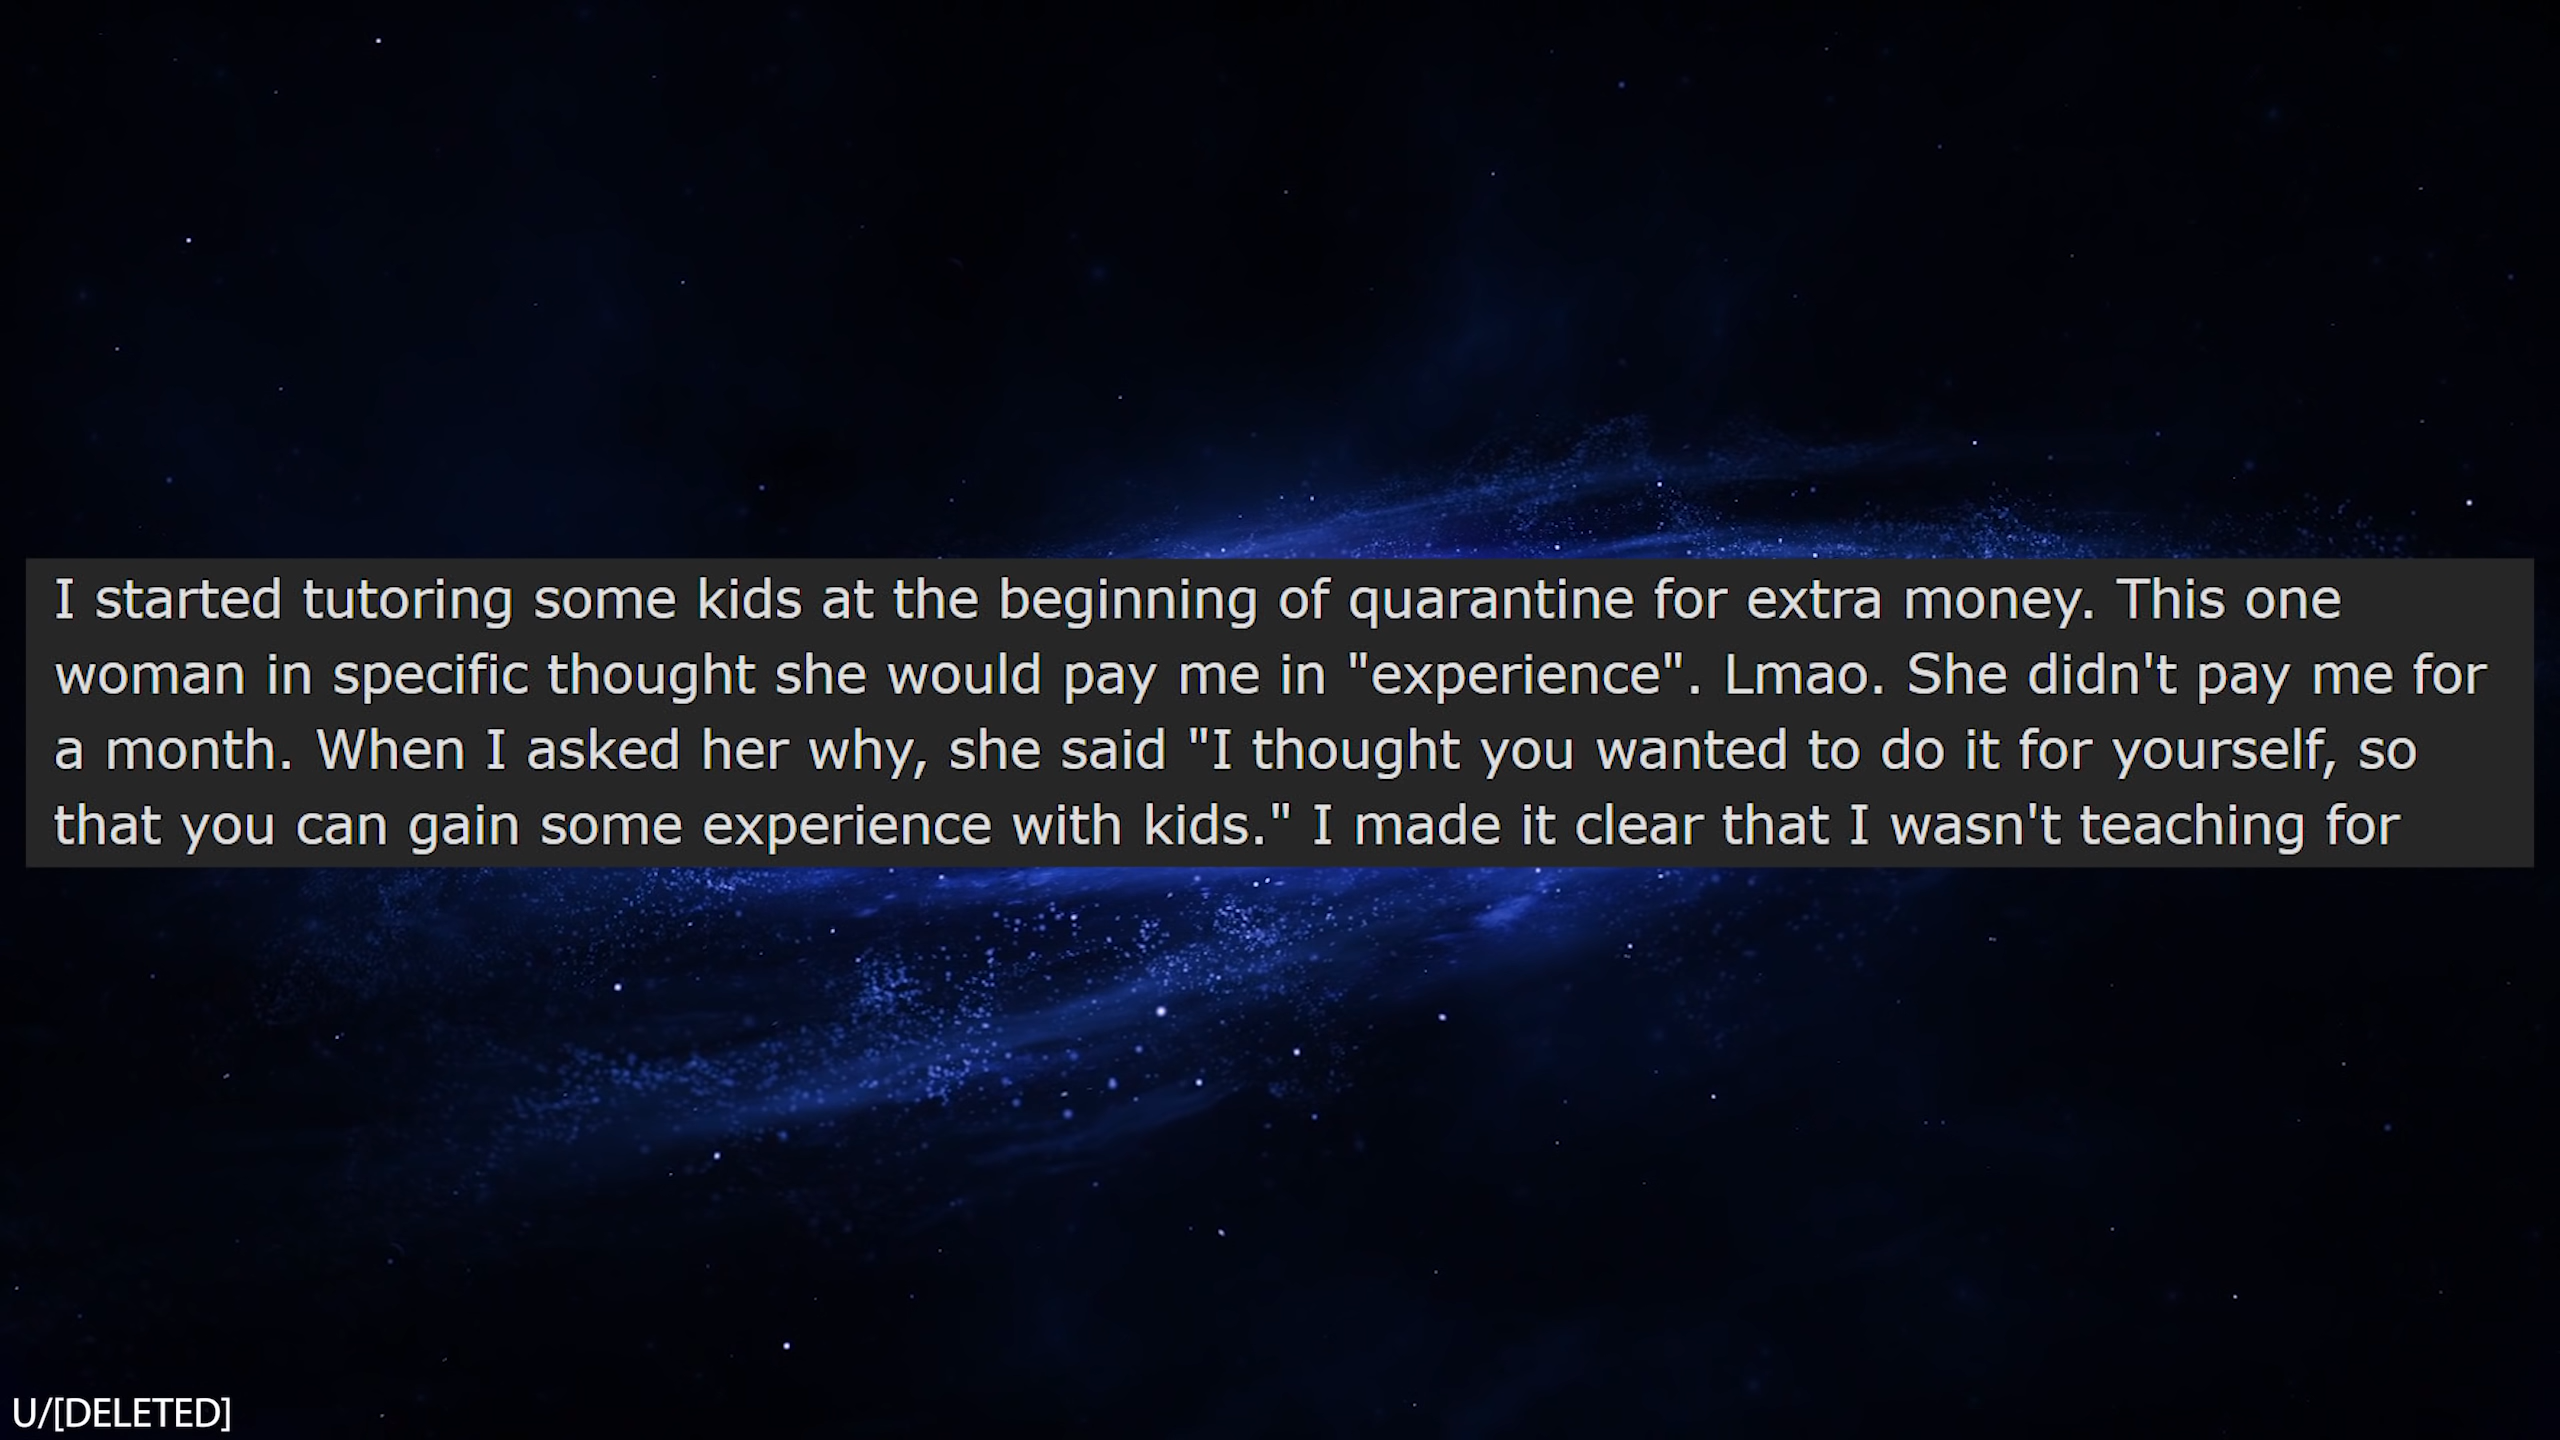 I started tutoring some kids at the beginning of quarantine for extra money. This one
woman in specific thought she would pay me in "experience". Lmao. She didn't pay me for
a month. When I asked her why, she said "I thought you wanted to do it for yourself, so
that you can gain some experience with kids." I made it clear that I wasn't teaching for
U/[DELETED]